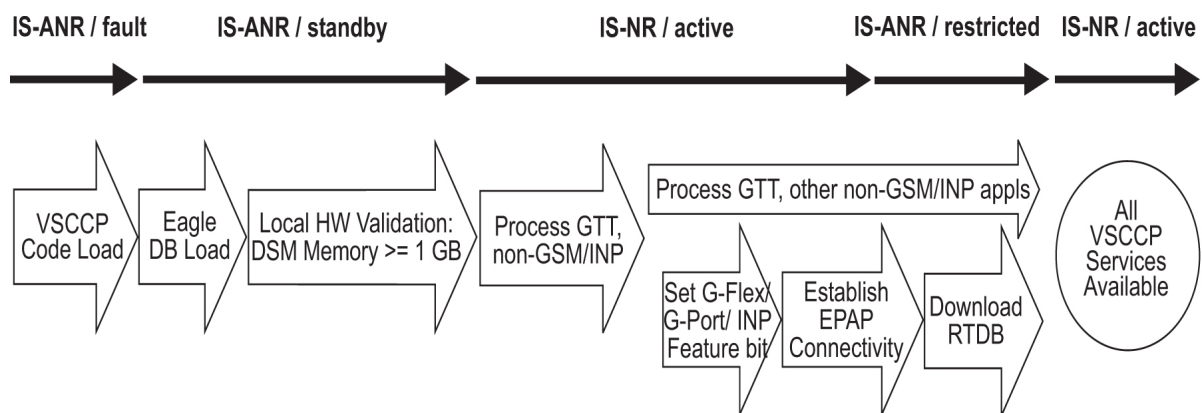 IS-ANR / fault
IS-ANR / standby
IS-NR / active
IS-ANR / restricted
IS-NR / active
VSCCP
Code Load
Eagle
DB Load
Local HW Validation:
DSM Memory >= 1 GB
Process GTT,
non-GSM/INP
Process GTT, other non-GSM/INP appls
Set G-Flex/
G-Port/ INP
Feature bit
Establish
EPAP
Connectivity
Download
RTDB
All
VSCCP
Services
Available